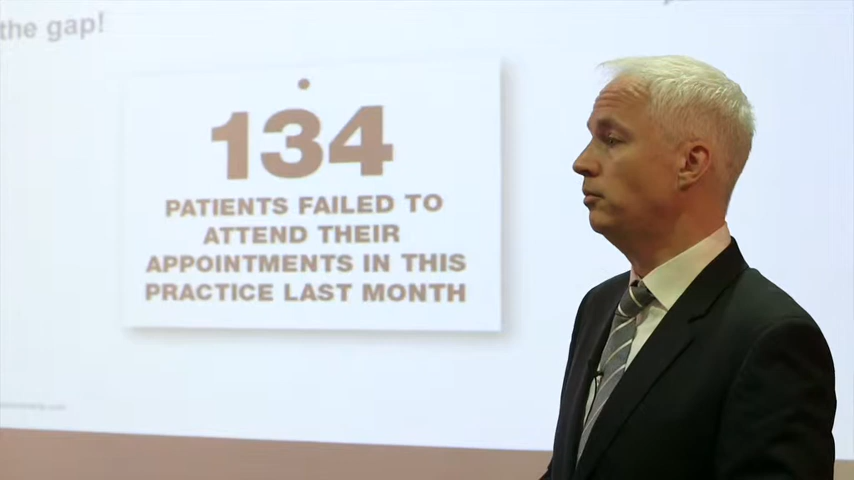 the gap!
134
PATIENTS FAILED TO
ATTEND THEIR
APPOINTMENTS IN THIS
PRACTICE LAST MONTH